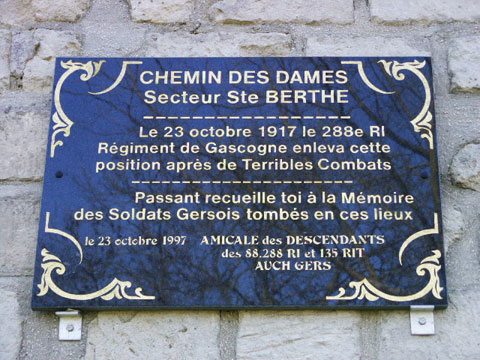 CHEMIN DES DAMES
Secteur Ste BERTHE
Le 23 octobre 1917 le 288e RI
Régiment de Gascogne enleva cette
position après de Terribles Combats
Passant recueille toi à la Mémoire
des Soldats Gersois tombés en ces lieux
le 23 octobre 1997 AMICALE des DESCENDANTS
des 88.288 RI et 135 RIT
AUCH GERS